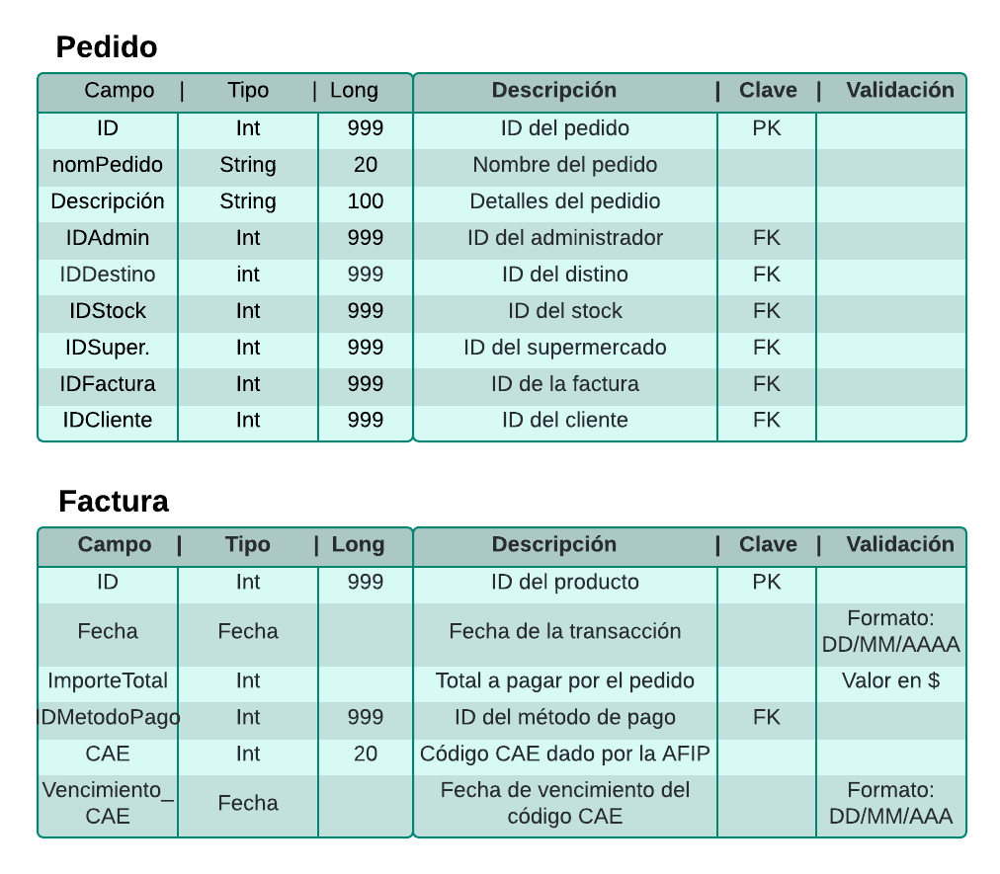 Pedido
Campo | Tipo | Long Descripción | Clave | Validación
ID Int 999 ID del pedido PK
nomPedido String 20 Nombre del pedido
Descripción String 100 Detalles del pedidio
IDAdmin Int 999 ID del administrador FK
IDDestino int 999 ID del distino FK
IDStock Int 999 ID del stock FK
IDSuper. Int 999 ID del supermercado FK
IDFactura Int 999 ID de la factura FK
IDCliente Int 999 ID del cliente FK
Factura
Campo | Tipo | Long Descripción | Clave | Validación
ID Int 999 ID del producto PK
Fecha Fecha Fecha de la transacción Formato:
DD/MM/AAAA
ImporteTotal Int Total a pagar por el pedido Valor en $
IDMetodoPago Int 999 ID del método de pago FK
CAE Int 20 Código CAE dado por la AFIP
Vencimiento_ Fecha Fecha de vencimiento del Formato:
CAE código CAE DD/MM/AAA